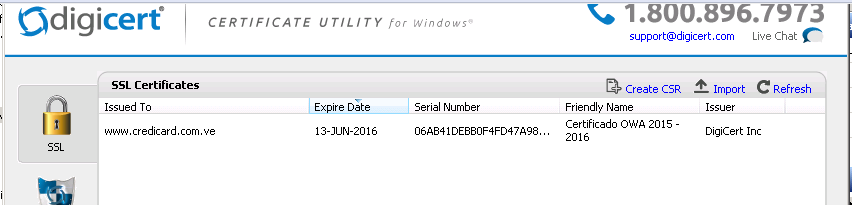 digicert®
CERTIFICATE UTILITY for Windows®
1.800.896.7973
support@digicert.com Live Chat
SSL Certificates
Create CSR Import Refresh
Issued To Expire Date Serial Number Friendly Name Issuer
www.credicard.com.ve 13-JUN-2016 06AB41DEBB0F4FD47A98... Certificado OWA 2015 - DigiCert Inc
2016
SSL